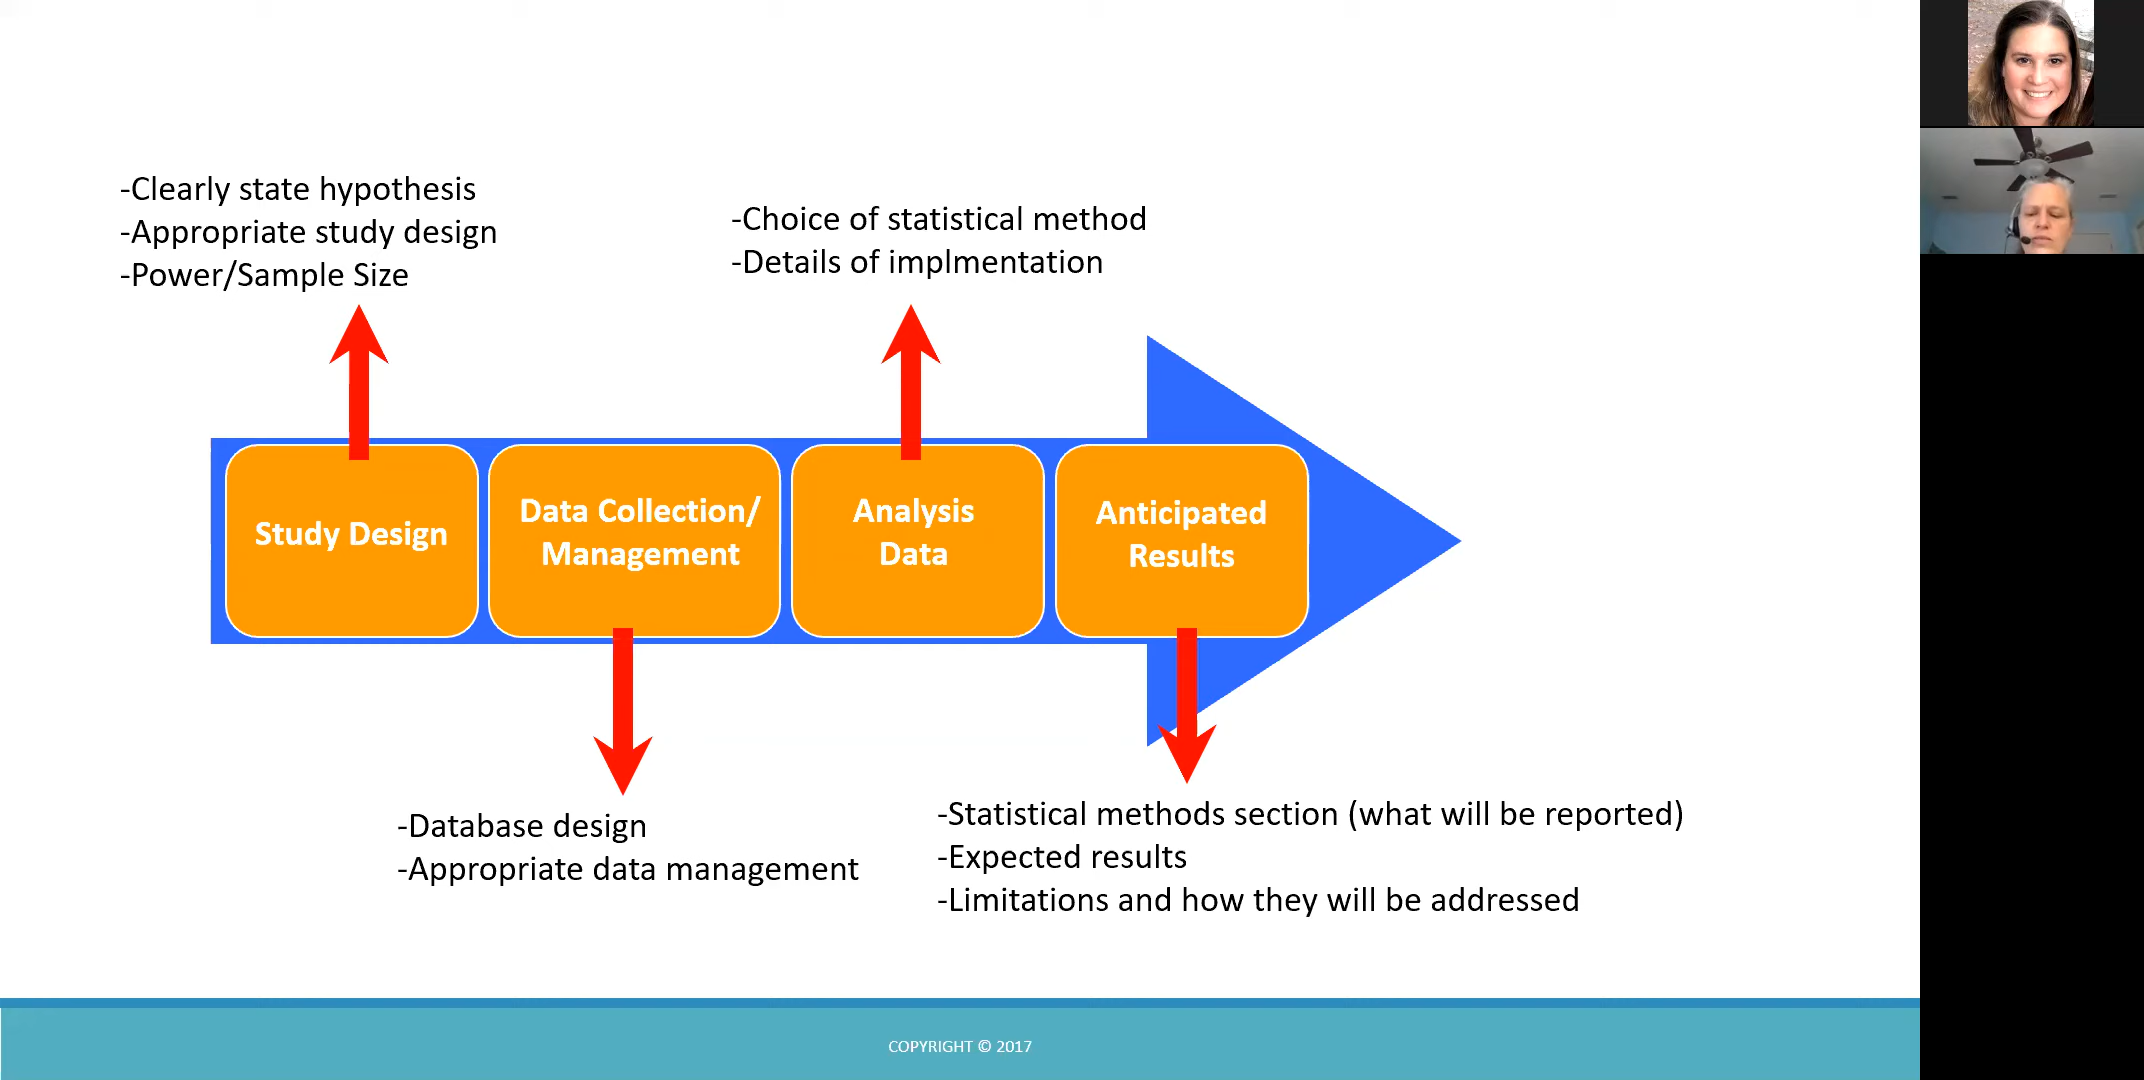 -Clearly state hypothesis
-Appropriate study design
-Power/Sample Size
-Choice of statistical method
-Details of implmentation
Study Design
Data Collection/
Management
Analysis
Data
Anticipated
Results
-Database design
-Appropriate data management
-Statistical methods section (what will be reported)
-Expected results
-Limitations and how they will be addressed
COPYRIGHT © 2017